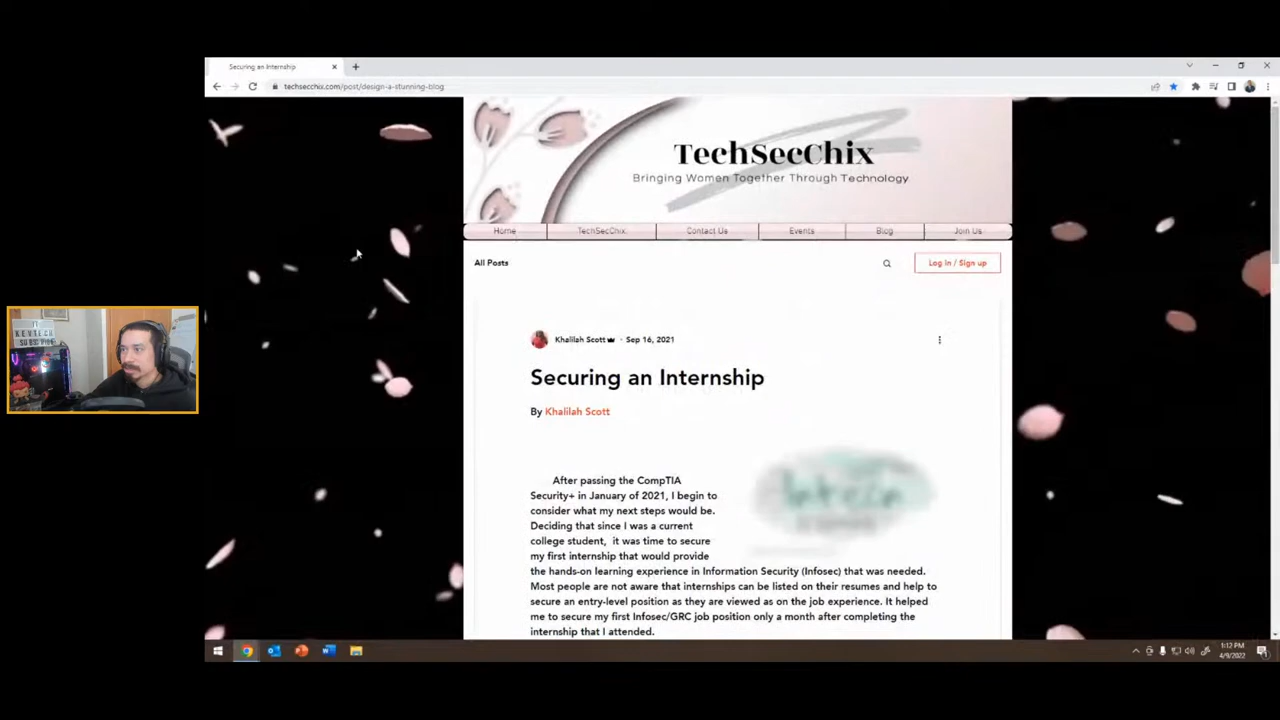 Securing an Internship
techsecchix.com/post/design-a-stunning-blog
TechSecChix
Bringing Women Together Through Technology
Home
TechSecChix
Contact Us
Events
Blog
Join Us
All Posts
Log in / Sign up
Khalilah Scott
Sep 16, 2021
Securing an Internship
By Khalilah Scott
After passing the CompTIA
Security+ in January of 2021, I begin to
consider what my next steps would be.
Deciding that since I was a current
college student, it was time to secure
my first internship that would provide
the hands-on learning experience in Information Security (Infosec) that was needed.
Most people are not aware that internships can be listed on their resumes and help to
secure an entry-level position as they are viewed as on the job experience. It helped
me to secure my first Infosec/GRC job position only a month after completing the
internship that I attended.
KEVTECH
1:12 PM
4/9/2022